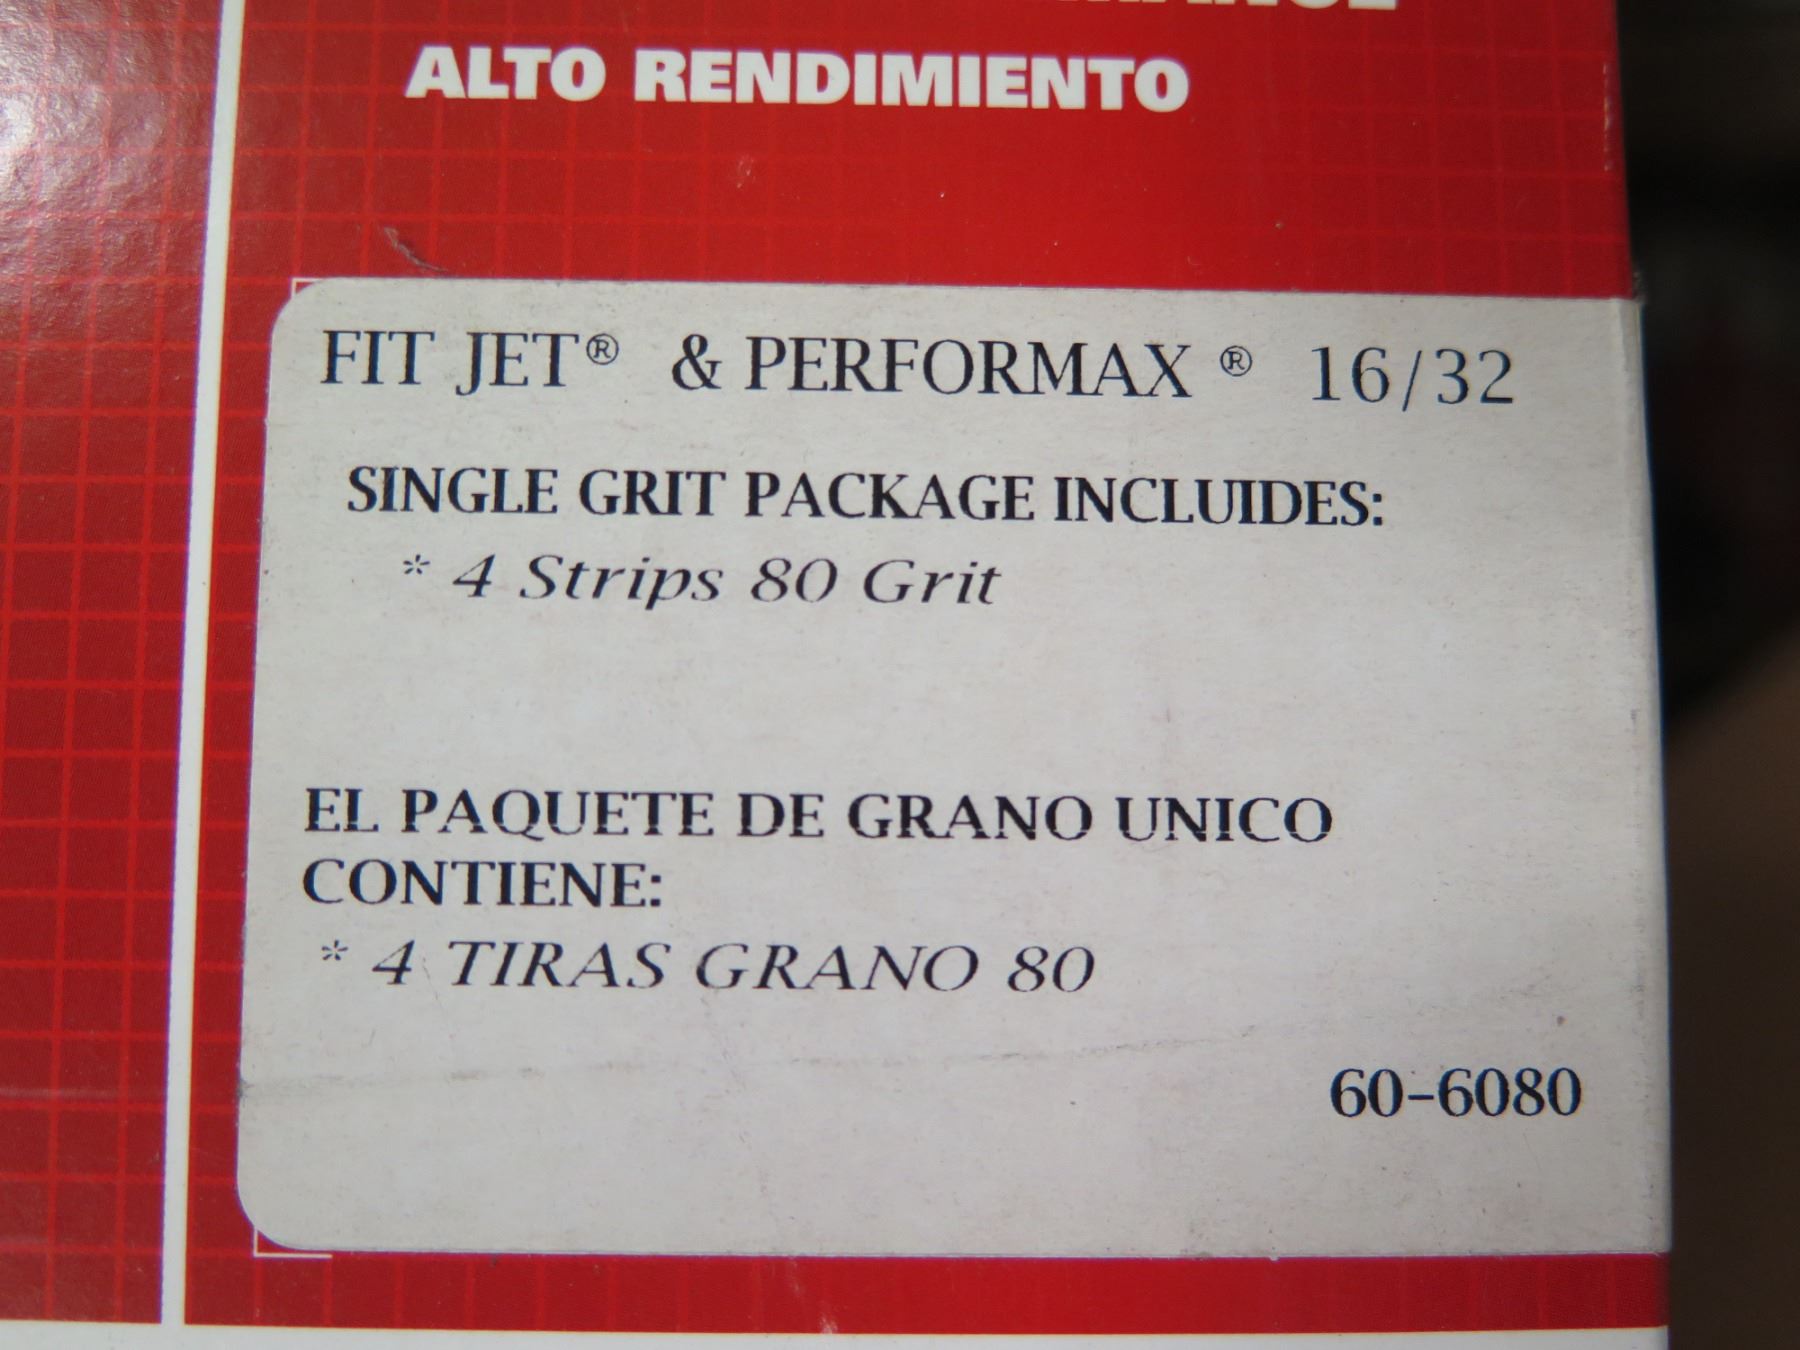 ALTO RENDIMIENTO
FIT JET® & PERFORMAX® 16/32
SINGLE GRIT PACKAGE INCLUIDES:
* 4 Strips 80 Grit
EL PAQUETE DE GRANO UNICO
CONTIENE:
* 4 TIRAS GRANO 80
60-6080